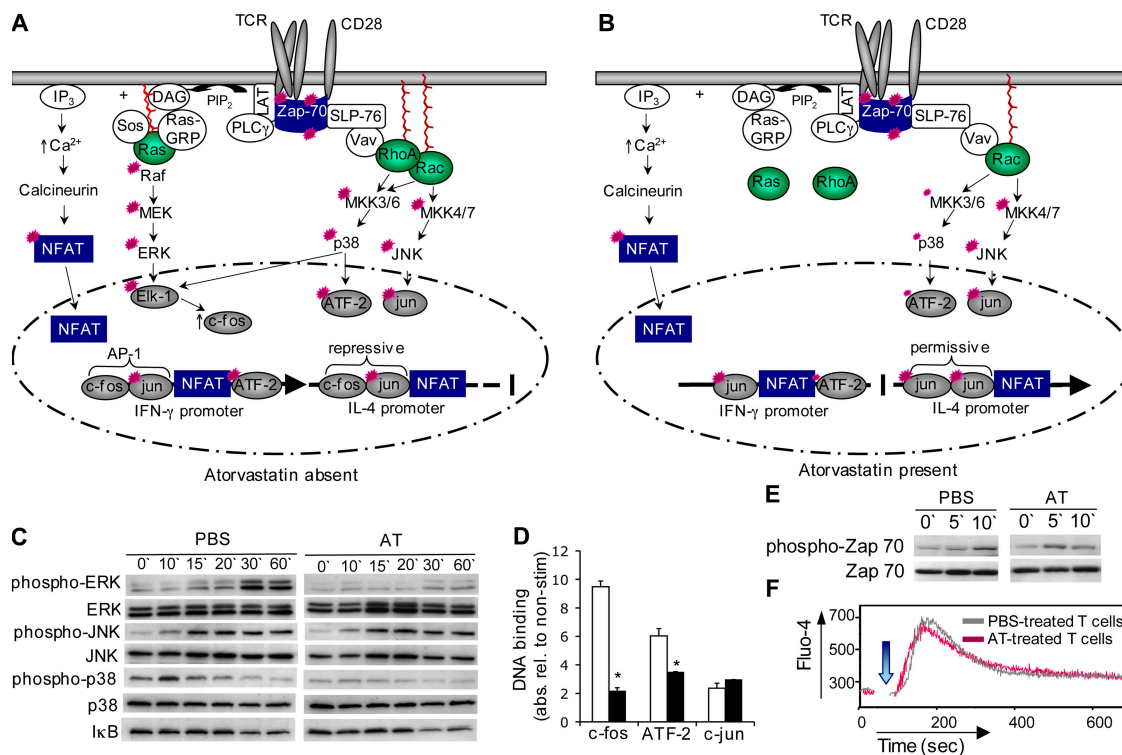 A
TCR
CD28
IP3
+
DAG
PIP2
LAT
Zap-70
SLP-76
Sos
Ras-
GRP
PLCγ
Vav
↑Ca2+
Ras
RhoA
Rac
Raf
Calcineurin
MKK3/6
MKK4/7
MEK
NFAT
ERK
p38
JNK
Elk-1
ATF-2
jun
NFAT
↑c-fos
AP-1
repressive
c-fos
jun
NFAT
ATF-2
c-fos
jun
NFAT
IFN-γ promoter
IL-4 promoter
Atorvastatin absent
B
TCR
CD28
IP3
+
DAG
PIP2
LAT
Zap-70
SLP-76
Ras-
GRP
PLCγ
Vav
↑Ca2+
Rac
Ras
RhoA
Calcineurin
MKK3/6
MKK4/7
NFAT
p38
JNK
ATF-2
jun
NFAT
permissive
jun
NFAT
ATF-2
jun
jun
NFAT
IFN-γ promoter
IL-4 promoter
Atorvastatin present
C
PBS
AT
0` 10` 15` 20` 30` 60`
0` 10` 15` 20` 30` 60`
phospho-ERK
ERK
phospho-JNK
JNK
phospho-p38
p38
IκB
D
DNA binding
(abs. rel. to non-stim)
12
10
8
6
4
2
0
*
*
c-fos
ATF-2
c-jun
E
PBS
AT
0` 5` 10`
0` 5` 10`
phospho-Zap 70
Zap 70
F
Fluo-4
700
500
300
PBS-treated T cells
AT-treated T cells
0
200
400
600
Time (sec)